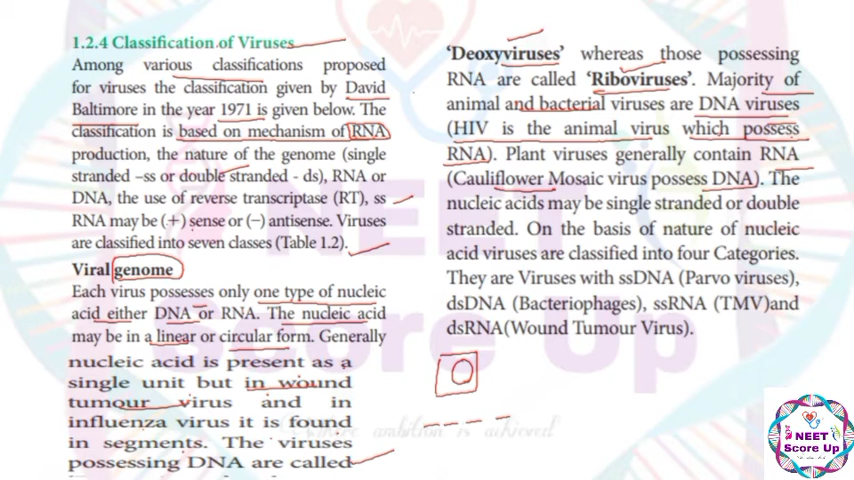 1.2.4 Classification of Viruses
Among various classifications proposed
for viruses the classification given by David
Baltimore in the year 1971 is given below. The
classification is based on mechanism of RNA
production, the nature of the genome (single
stranded –ss or double stranded - ds), RNA or
DNA, the use of reverse transcriptase (RT), ss
RNA may be (+) sense or (−) antisense. Viruses
are classified into seven classes (Table 1.2).
Viral genome
Each virus possesses only one type of nucleic
acid either DNA or RNA. The nucleic acid
may be in a linear or circular form. Generally
nucleic acid is present as a
single unit but in wound
tumour virus and in
influenza virus it is found
in segments. The viruses
possessing DNA are called
‘Deoxyviruses’ whereas those possessing
RNA are called ‘Riboviruses’. Majority of
animal and bacterial viruses are DNA viruses
(HIV is the animal virus which possess
RNA). Plant viruses generally contain RNA
(Cauliflower Mosaic virus possess DNA). The
nucleic acids may be single stranded or double
stranded. On the basis of nature of nucleic
acid viruses are classified into four Categories.
They are Viruses with ssDNA (Parvo viruses),
dsDNA (Bacteriophages), ssRNA (TMV)and
dsRNA(Wound Tumour Virus).
NEET
Score Up
ambition is achieved
NEET
Score Up